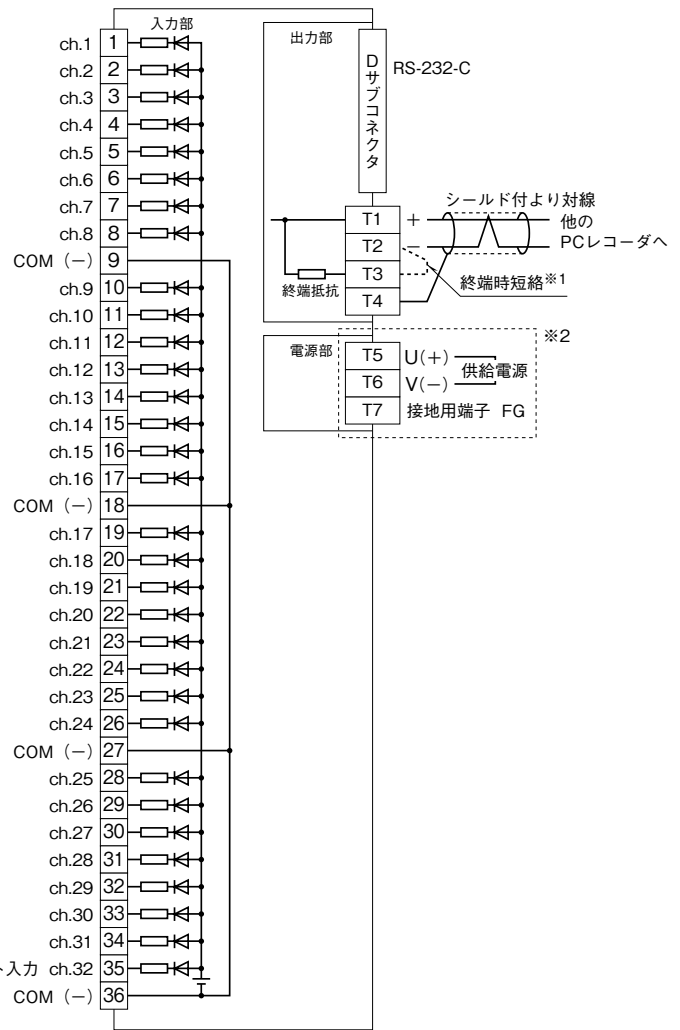 入力部
ch.1 1
ch.2 2
ch.3 3
ch.4 4
ch.5 5
ch.6 6
ch.7 7
ch.8 8
COM（−） 9
ch.9 10
ch.10 11
ch.11 12
ch.12 13
ch.13 14
ch.14 15
ch.15 16
ch.16 17
COM（−） 18
ch.17 19
ch.18 20
ch.19 21
ch.20 22
ch.21 23
ch.22 24
ch.23 25
ch.24 26
COM（−） 27
ch.25 28
ch.26 29
ch.27 30
ch.28 31
ch.29 32
ch.30 33
ch.31 34
入力 ch.32 35
COM（−） 36
出力部
Dサブコネクタ
RS-232-C
シールド付より対線
T1 +
T2 −
T3
T4
他の
PCレコーダへ
終端抵抗
終端時短絡※1
※2
電源部
T5 U(+)
T6 V(−)
供給電源
T7 接地用端子 FG